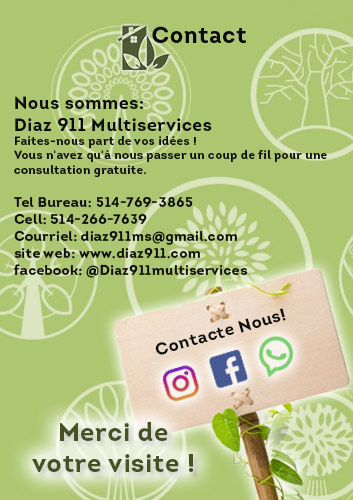 Contact
Nous sommes:
Diaz 911 Multiservices
Faites-nous part de vos idées !
Vous n'avez qu'à nous passer un coup de fil pour une
consultation gratuite.
Tel Bureau: 514-769-3865
Cell: 514-266-7639
Courriel: diaz911ms@gmail.com
site web: www.diaz911.com
facebook: @Diaz911multiservices
Contacte Nous!
Merci de
votre visite !